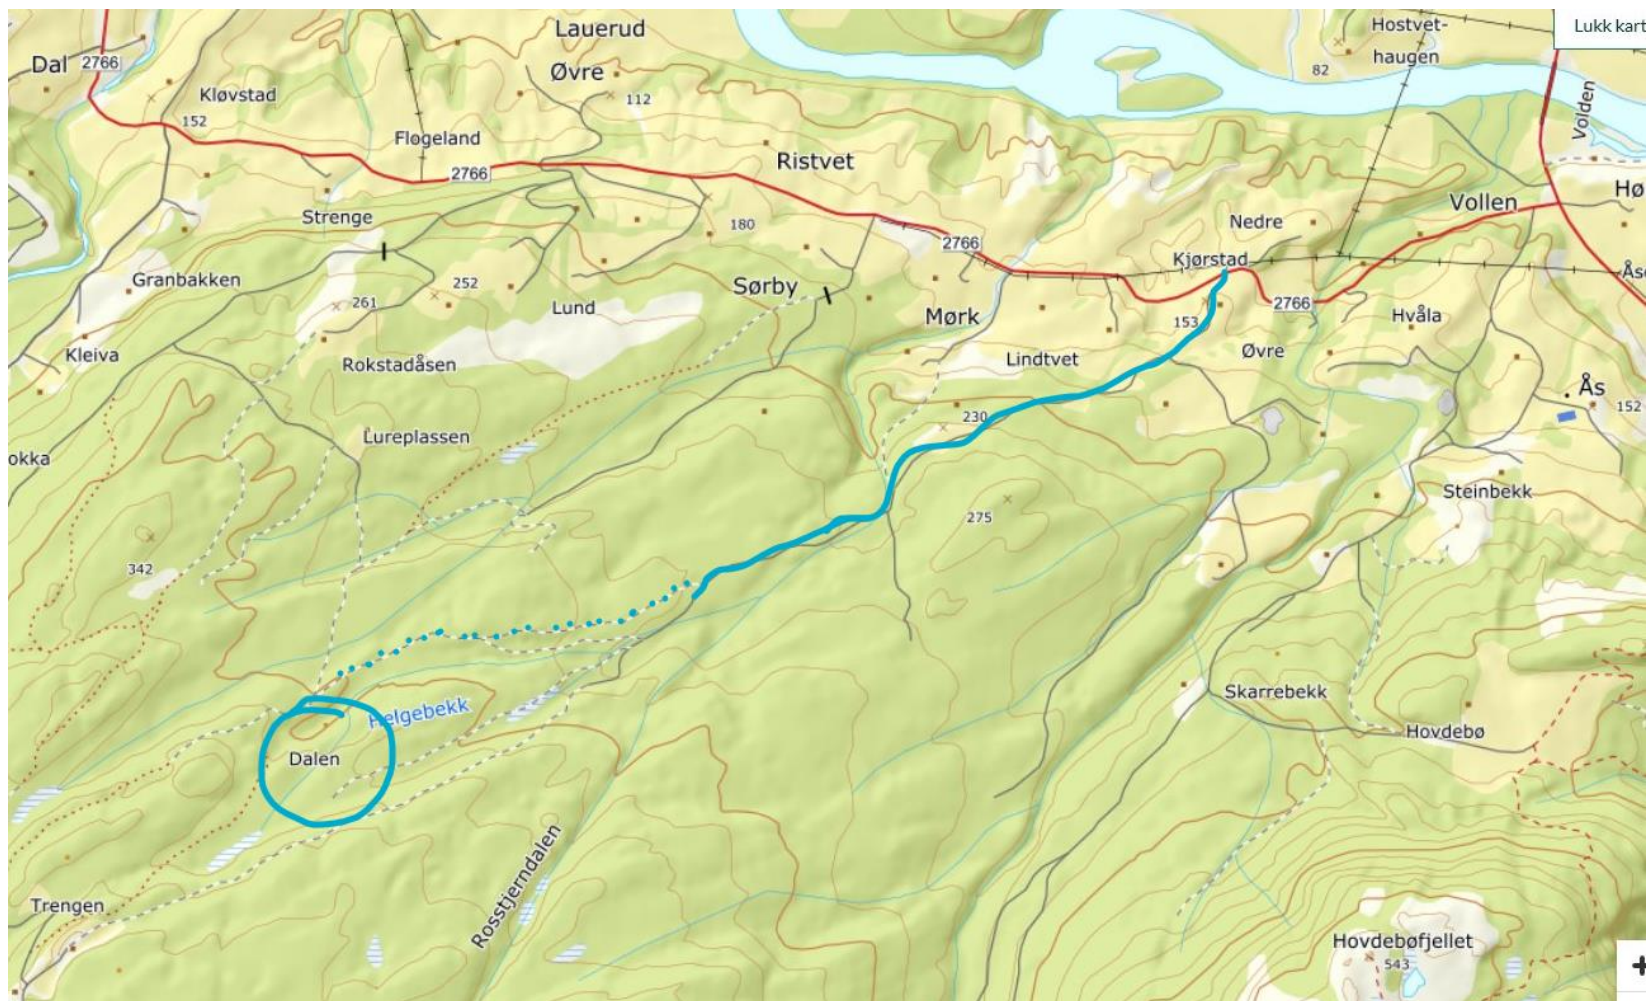 Lauerud
Hostvet-
haugen
Lukk kart
Dal
2766
Øvre
82
Kløvstad
112
Volden
152
Flogeland
2766
Ristvet
Hø
Vollen
Strenge
180
Nedre
2766
Kjørstad
Ås
Granbakken
252
Sørby
261
Lund
2766
Mørk
153
Hvåla
Kleiva
Rokstadåsen
Lindtvet
Øvre
Ås
152
230
Lureplassen
okka
Steinbekk
275
342
Skarrebekk
Helgebekk
Hovdebø
Dalen
Rosstjerndalen
Trengen
Hovdebøfjellet
543
+